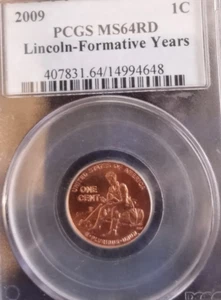 2009 1C
PCGS MS64RD
Lincoln-Formative Years
407831.64/14994648
ONE
CENT